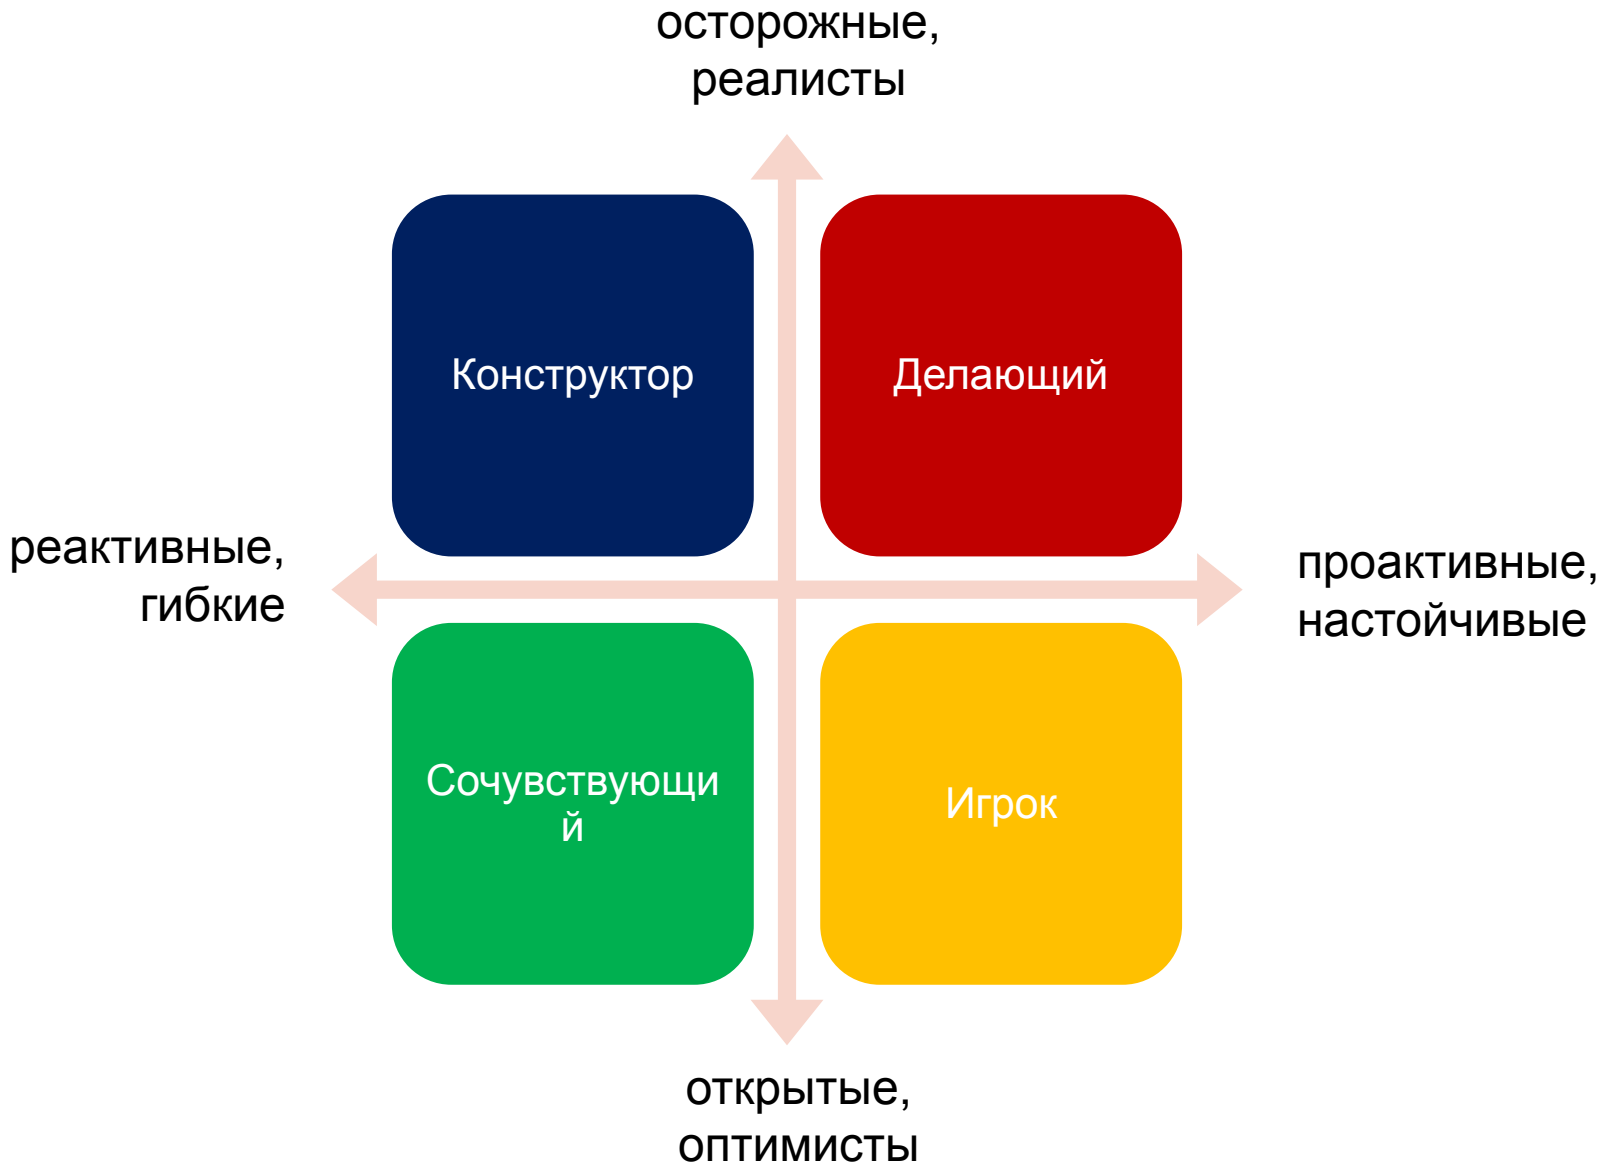 осторожные,
реалисты
Конструктор
Делающий
реактивные,
гибкие
проактивные,
настойчивые
Сочувствующи
й
Игрок
открытые,
оптимисты